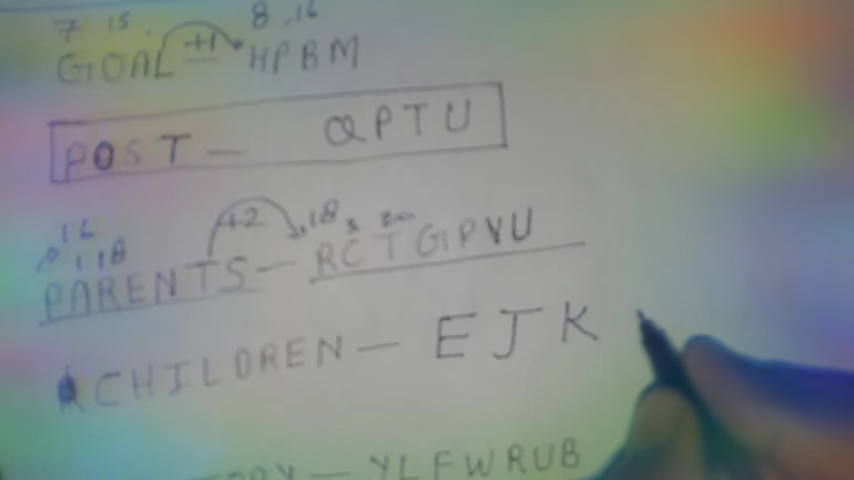 7 15 8 , 16
GOAL +1 HPBM
POST — QPTU
16 +2 18 3 20
1 18
PARENTS — RCTGPVU
CHILDREN — EJK
— YLFWRUB